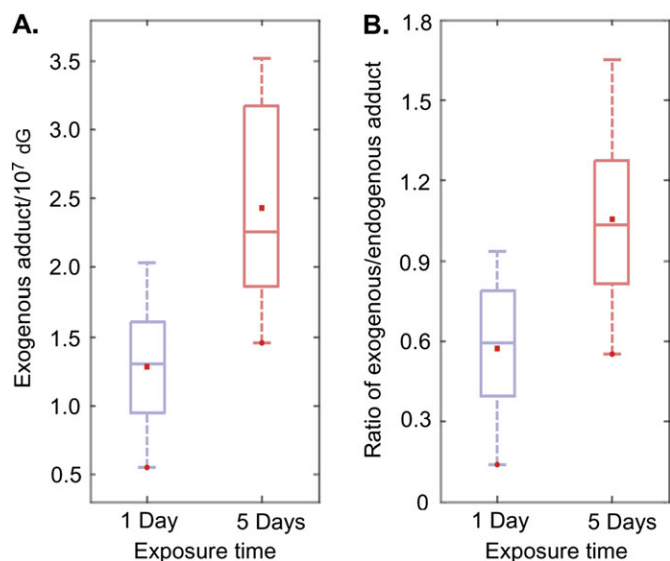 A.
Exogenous adduct/10⁷ dG
3.5
3.0
2.5
2.0
1.5
1.0
0.5
1 Day
5 Days
Exposure time
B.
Ratio of exogenous/endogenous adduct
1.8
1.5
1.2
0.9
0.6
0.3
0
1 Day
5 Days
Exposure time